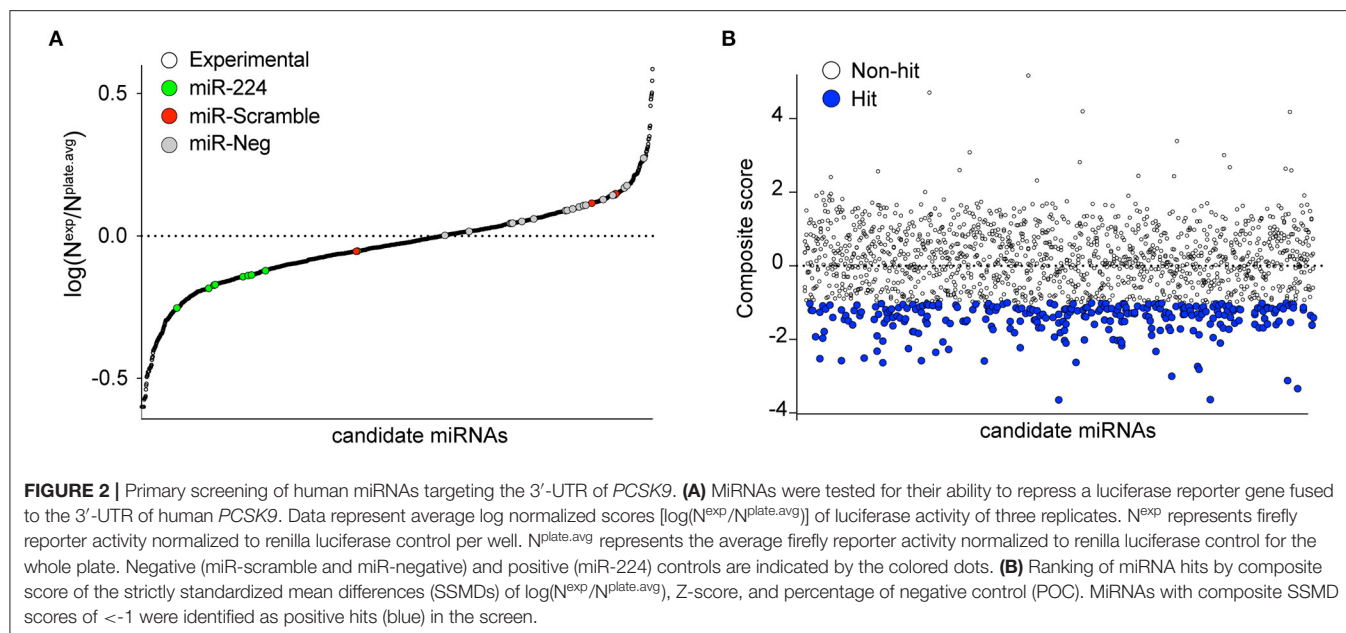 A
Experimental
miR-224
miR-Scramble
miR-Neg
0.5
0.0
-0.5
log(N^exp/N^plate.avg)
candidate miRNAs
B
Non-hit
Hit
4
2
0
-2
-4
Composite score
candidate miRNAs
FIGURE 2 | Primary screening of human miRNAs targeting the 3′-UTR of PCSK9. (A) MiRNAs were tested for their ability to repress a luciferase reporter gene fused
to the 3′-UTR of human PCSK9. Data represent average log normalized scores [log(N^exp/N^plate.avg)] of luciferase activity of three replicates. N^exp represents firefly
reporter activity normalized to renilla luciferase control per well. N^plate.avg represents the average firefly reporter activity normalized to renilla luciferase control for the
whole plate. Negative (miR-scramble and miR-negative) and positive (miR-224) controls are indicated by the colored dots. (B) Ranking of miRNA hits by composite
score of the strictly standardized mean differences (SSMDs) of log(N^exp/N^plate.avg), Z-score, and percentage of negative control (POC). MiRNAs with composite SSMD
scores of <-1 were identified as positive hits (blue) in the screen.